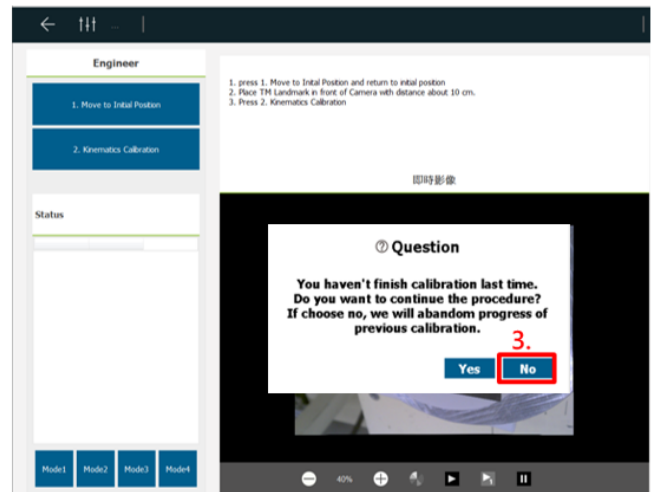 Engineer
1. Move to Initial Position
2. Kinematics Calibration
1. press 1. Move to Inital Position and return to initial position
2. Place TM Landmark in front of Camera with distance about 10 cm.
3. Press 2. Kinematics Calibration
即時影像
Status
Question
You haven't finish calibration last time.
Do you want to continue the procedure?
If choose no, we will abandom progress of
previous calibration.
3.
Yes No
Mode1 Mode2 Mode3 Mode4
40%